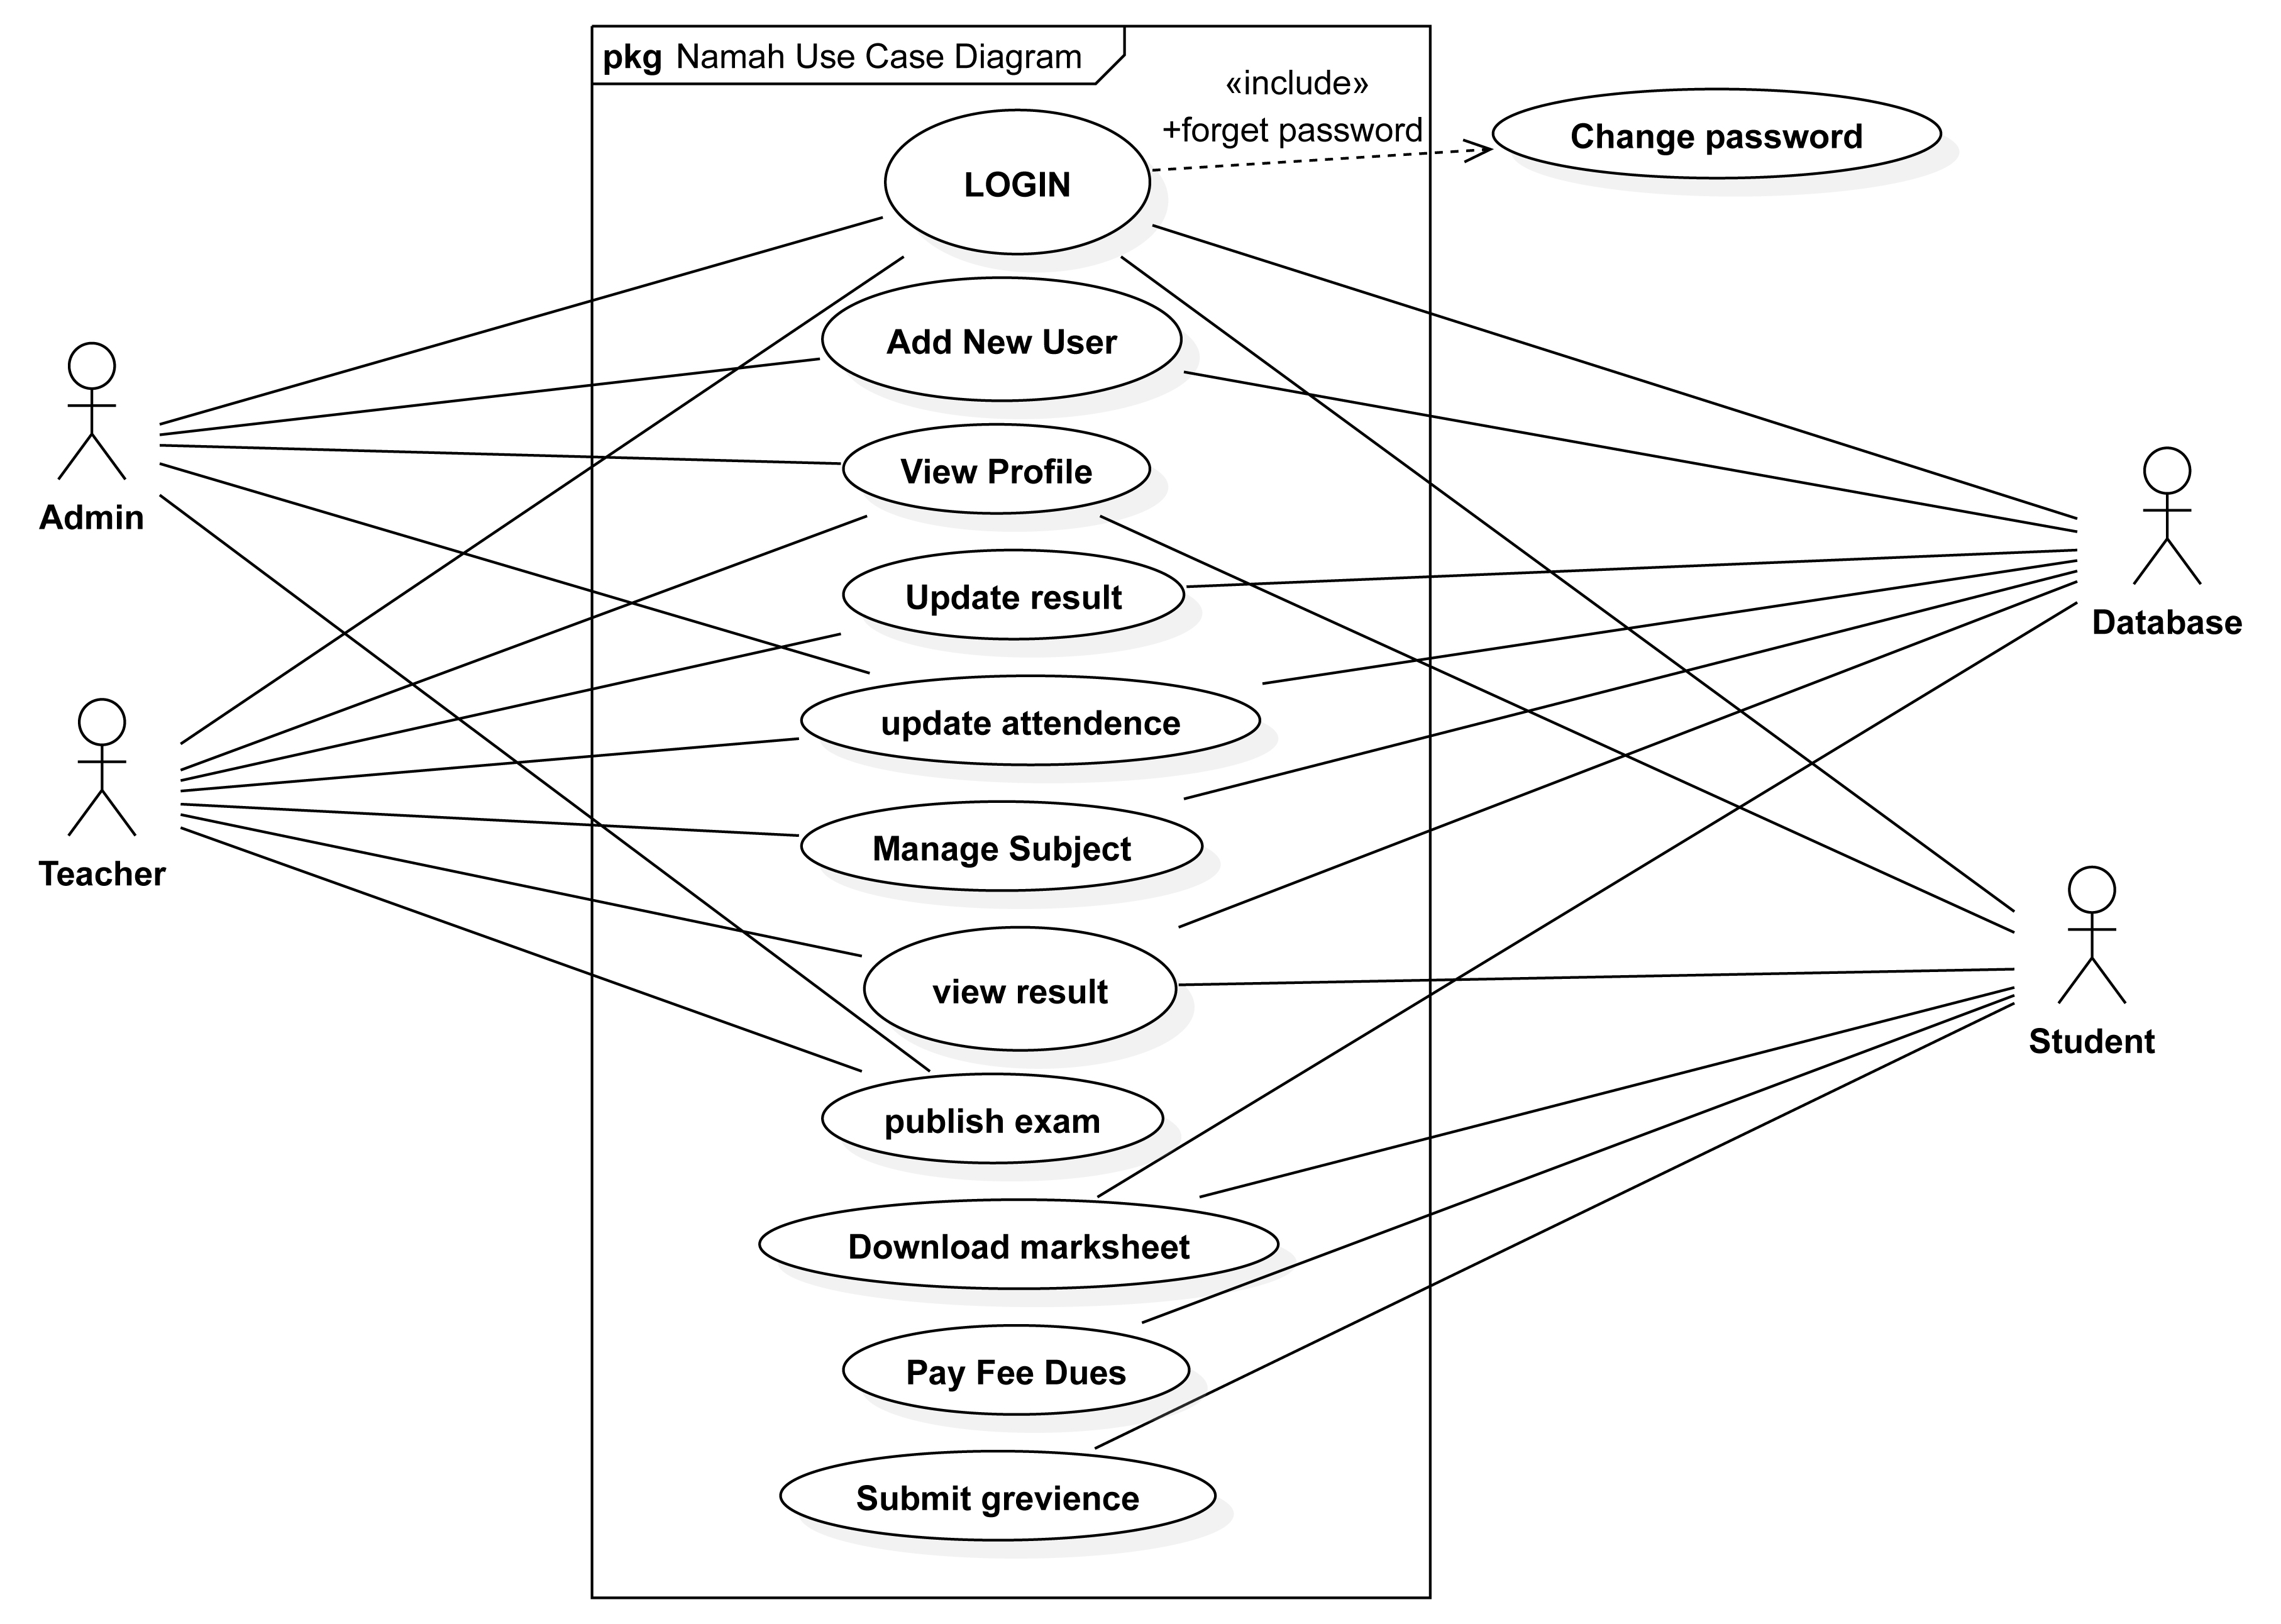 pkg Namah Use Case Diagram
«include»
+forget password
Change password
LOGIN
Add New User
View Profile
Admin
Update result
Database
update attendence
Manage Subject
Teacher
view result
Student
publish exam
Download marksheet
Pay Fee Dues
Submit grevience